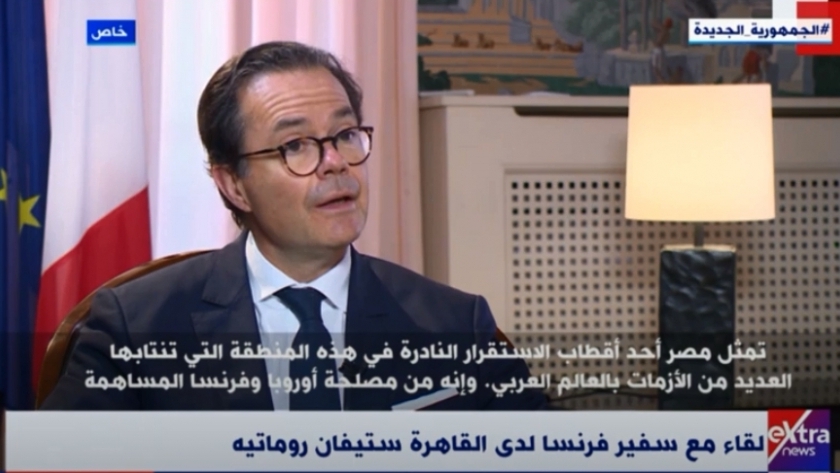 خاص
#الجمهورية_الجديدة
تمثل مصر أحد أقطاب الاستقرار النادرة في هذه المنطقة التي تنتابها
العديد من الأزمات بالعالم العربي. وإنه من مصلحة أوروبا وفرنسا المساهمة
لقاء مع سفير فرنسا لدى القاهرة ستيفان روماتيه
eXtra
news